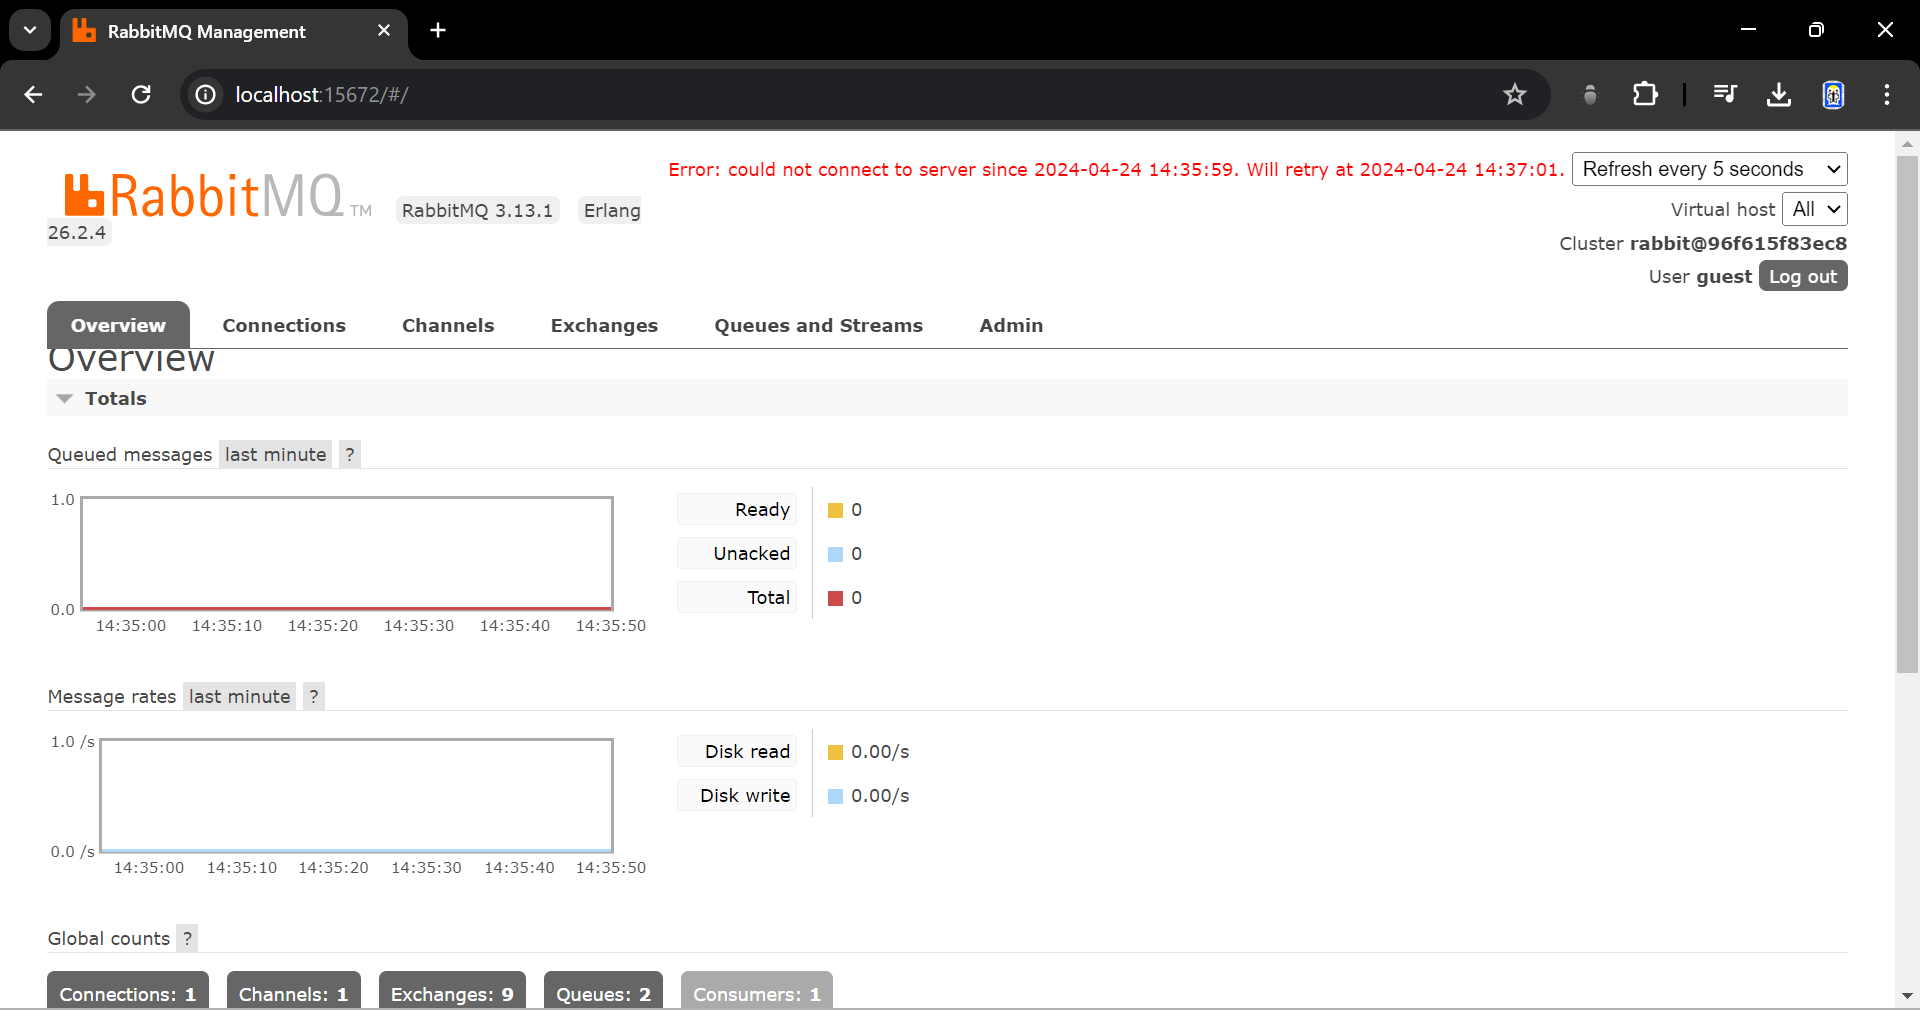 RabbitMQ Management
localhost:15672/#/
Error: could not connect to server since 2024-04-24 14:35:59. Will retry at 2024-04-24 14:37:01.
Refresh every 5 seconds
RabbitMQ TM
RabbitMQ 3.13.1
Erlang 
26.2.4
Virtual host All
Cluster rabbit@96f615f83ec8
User guest Log out
Overview Connections Channels Exchanges Queues and Streams Admin
Overview
Totals
Queued messages last minute ?
1.0
0.0
14:35:00 14:35:10 14:35:20 14:35:30 14:35:40 14:35:50
Ready 0
Unacked 0
Total 0
Message rates last minute ?
1.0 /s
0.0 /s
14:35:00 14:35:10 14:35:20 14:35:30 14:35:40 14:35:50
Disk read 0.00/s
Disk write 0.00/s
Global counts ?
Connections: 1 Channels: 1 Exchanges: 9 Queues: 2 Consumers: 1